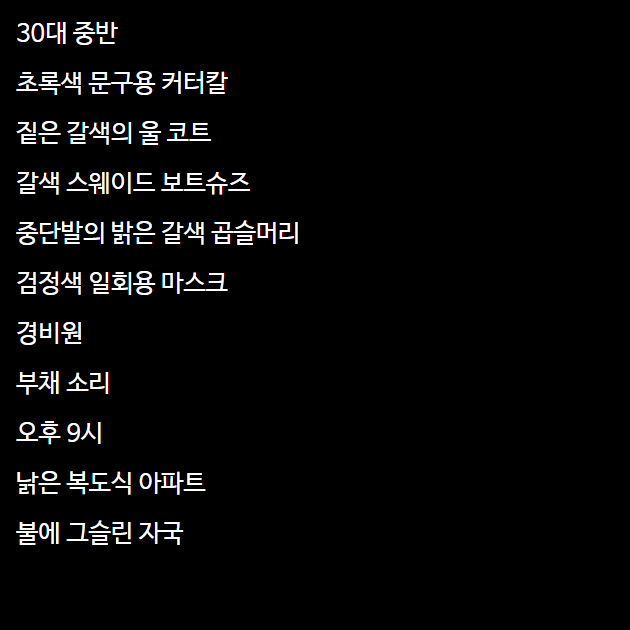 30대 중반
초록색 문구용 커터칼
짙은 갈색의 울 코트
갈색 스웨이드 보트슈즈
중단발의 밝은 갈색 곱슬머리
검정색 일회용 마스크
경비원
부채 소리
오후 9시
낡은 복도식 아파트
불에 그슬린 자국